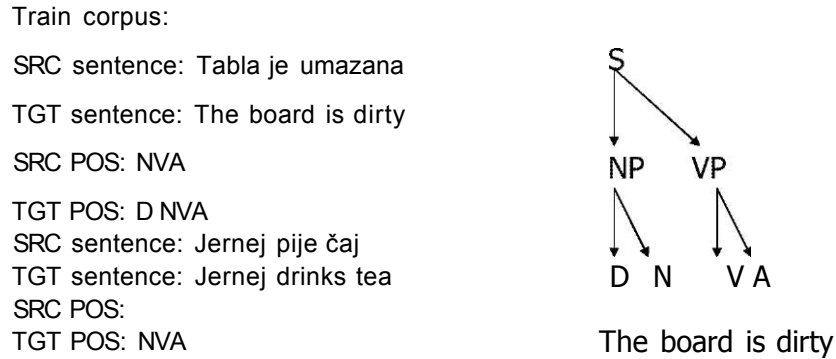 Train corpus:
SRC sentence: Tabla je umazana
TGT sentence: The board is dirty
SRC POS: NVA
TGT POS: D NVA
SRC sentence: Jernej pije čaj
TGT sentence: Jernej drinks tea
SRC POS:
TGT POS: NVA
S
NP VP
D N V A
The board is dirty